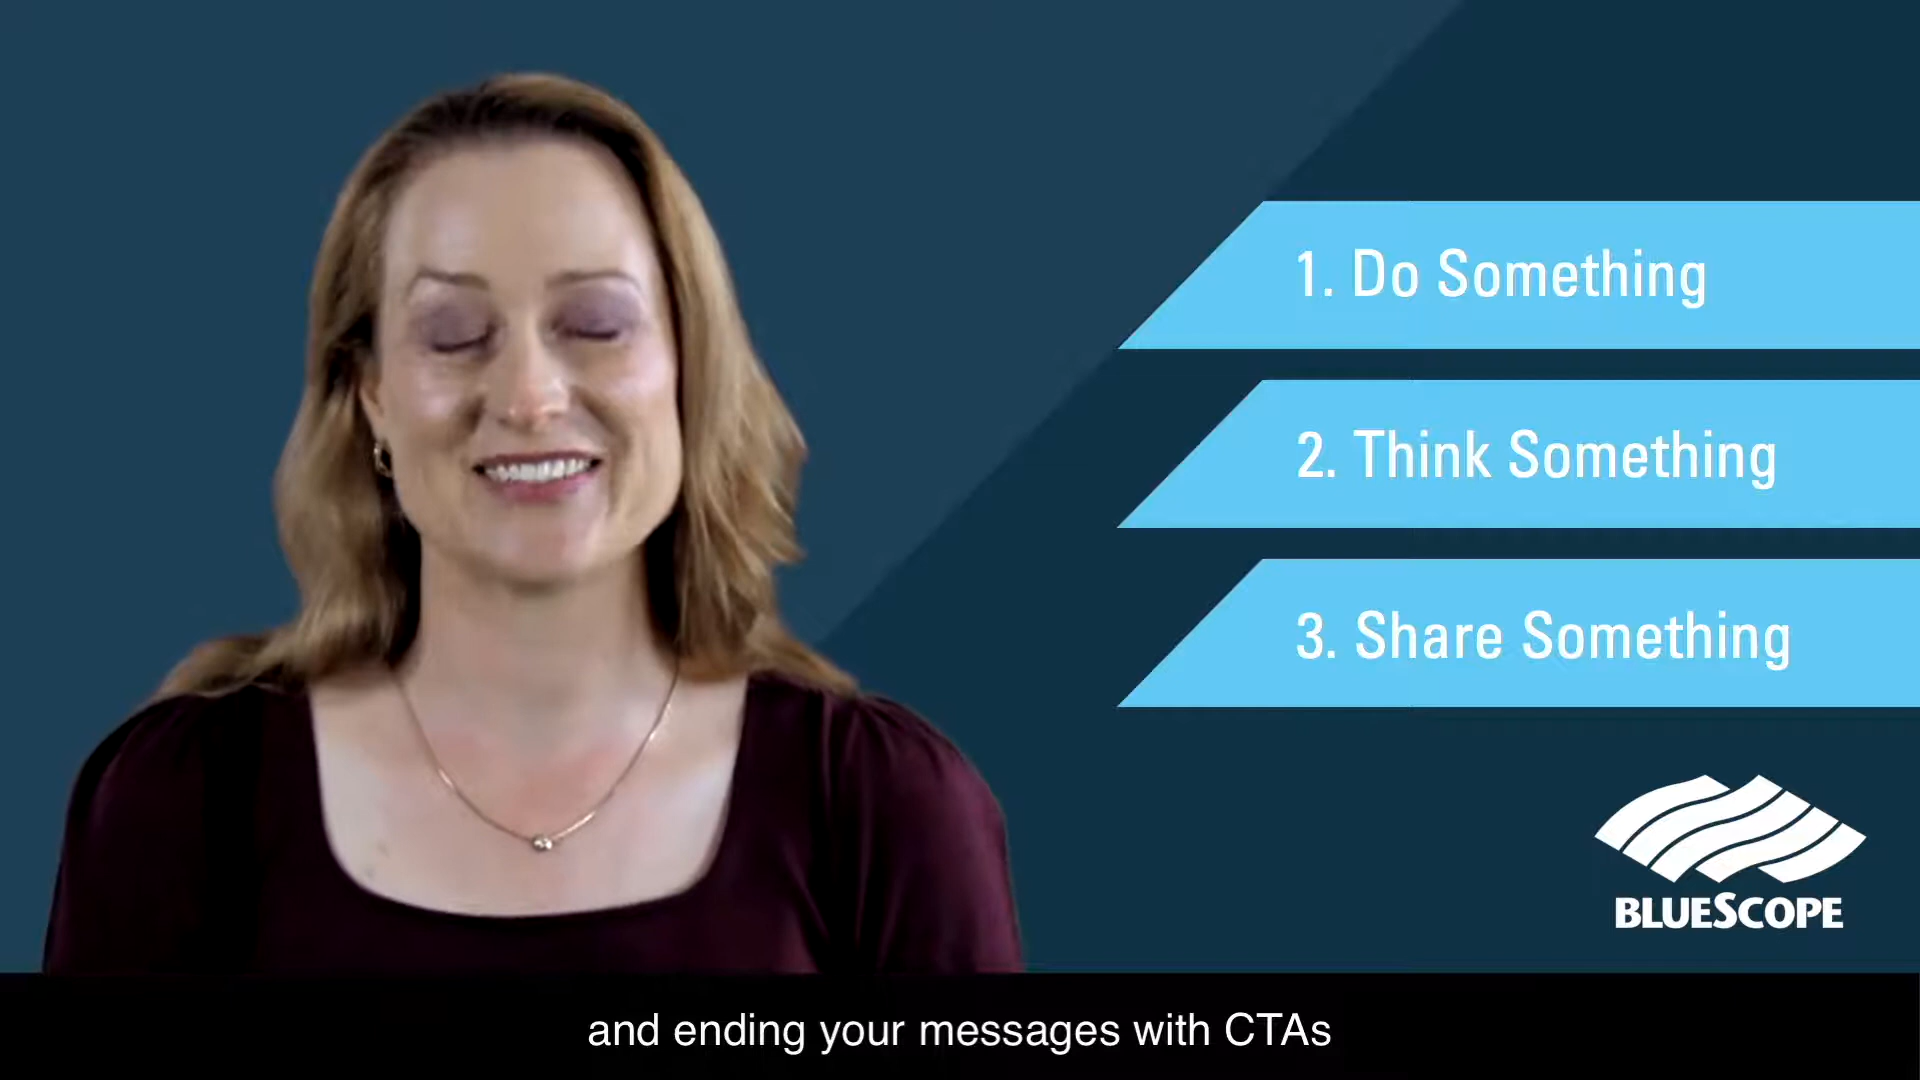 1. Do Something
2. Think Something
3. Share Something
BLUESCOPE
and ending your messages with CTAs